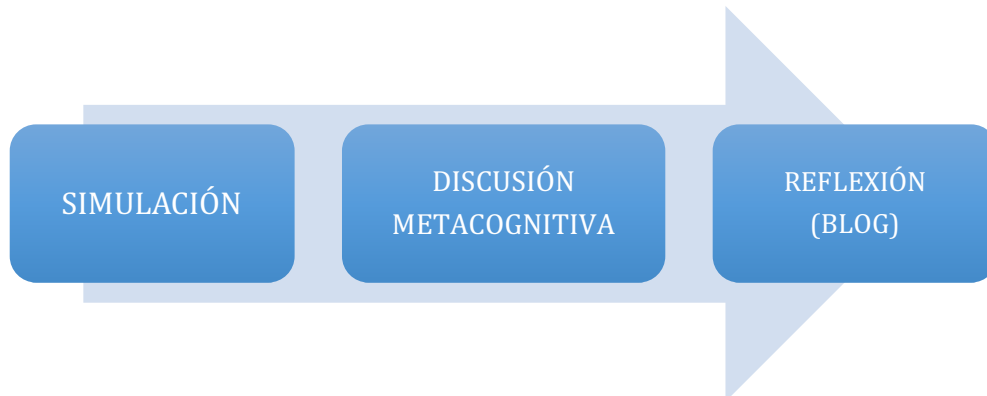 SIMULACIÓN
DISCUSIÓN
METACOGNITIVA
REFLEXIÓN
(BLOG)